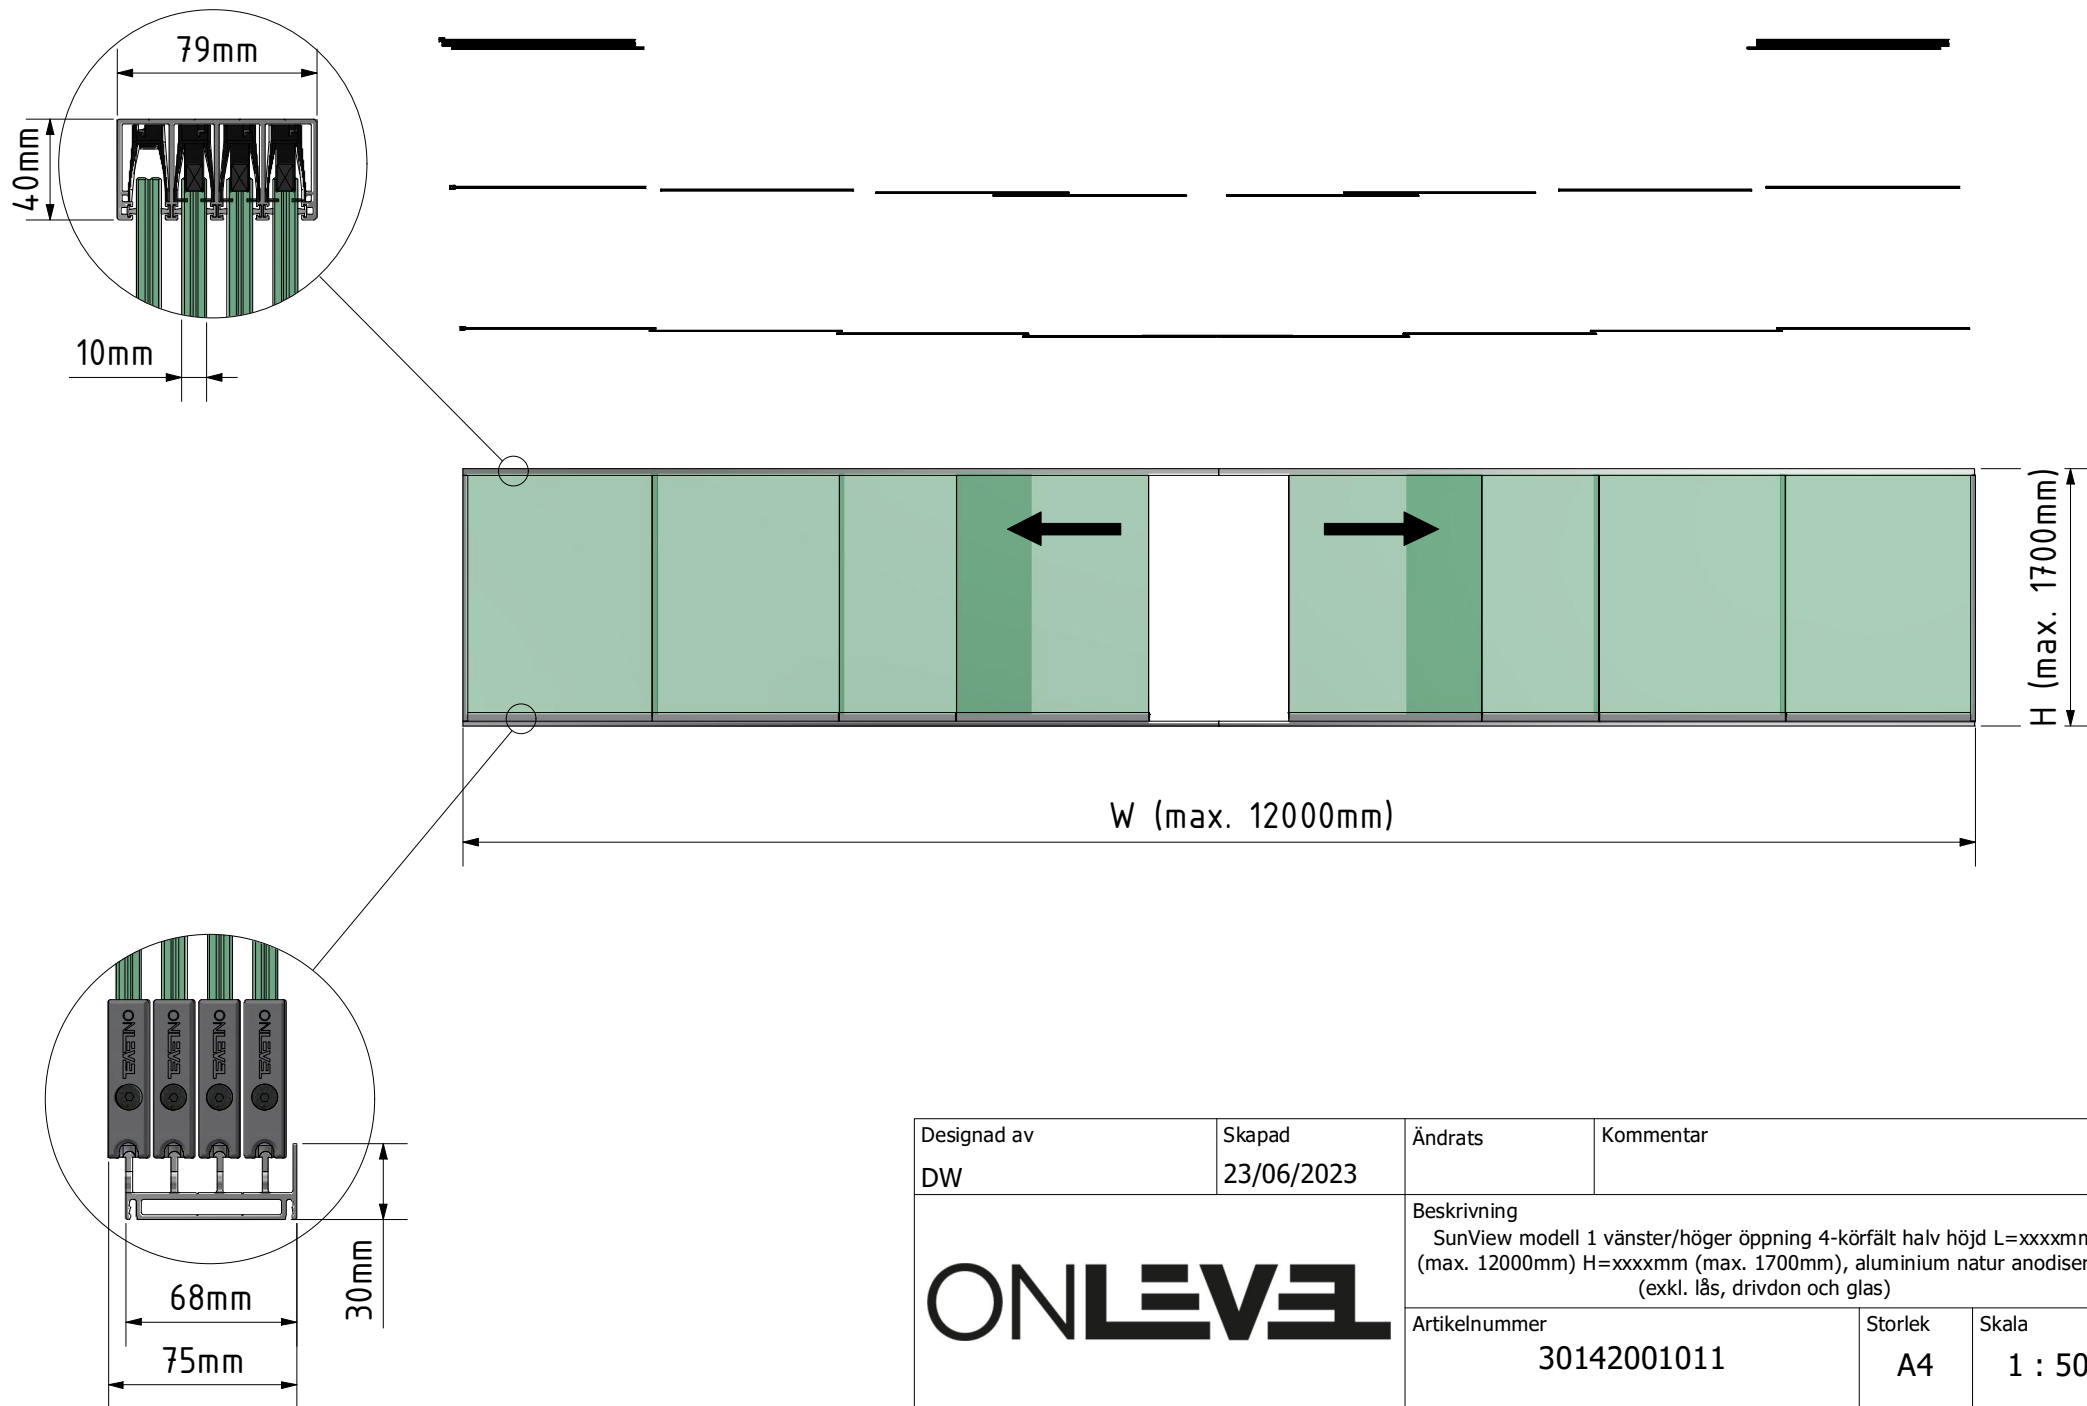 79mm
40mm
10mm
H (max. 1700mm)
W (max. 12000mm)
ONLEVEL
ONLEVEL
ONLEVEL
ONLEVEL
30mm
68mm
75mm
Designad av
DW
Skapad
23/06/2023
Ändrats
Kommentar
ONLEVEL
Beskrivning
SunView modell 1 vänster/höger öppning 4-körfält halv höjd L=xxxxmm
(max. 12000mm) H=xxxxmm (max. 1700mm), aluminium natur anodiser
(exkl. lås, drivdon och glas)
Artikelnummer
30142001011
Storlek
A4
Skala
1 : 50